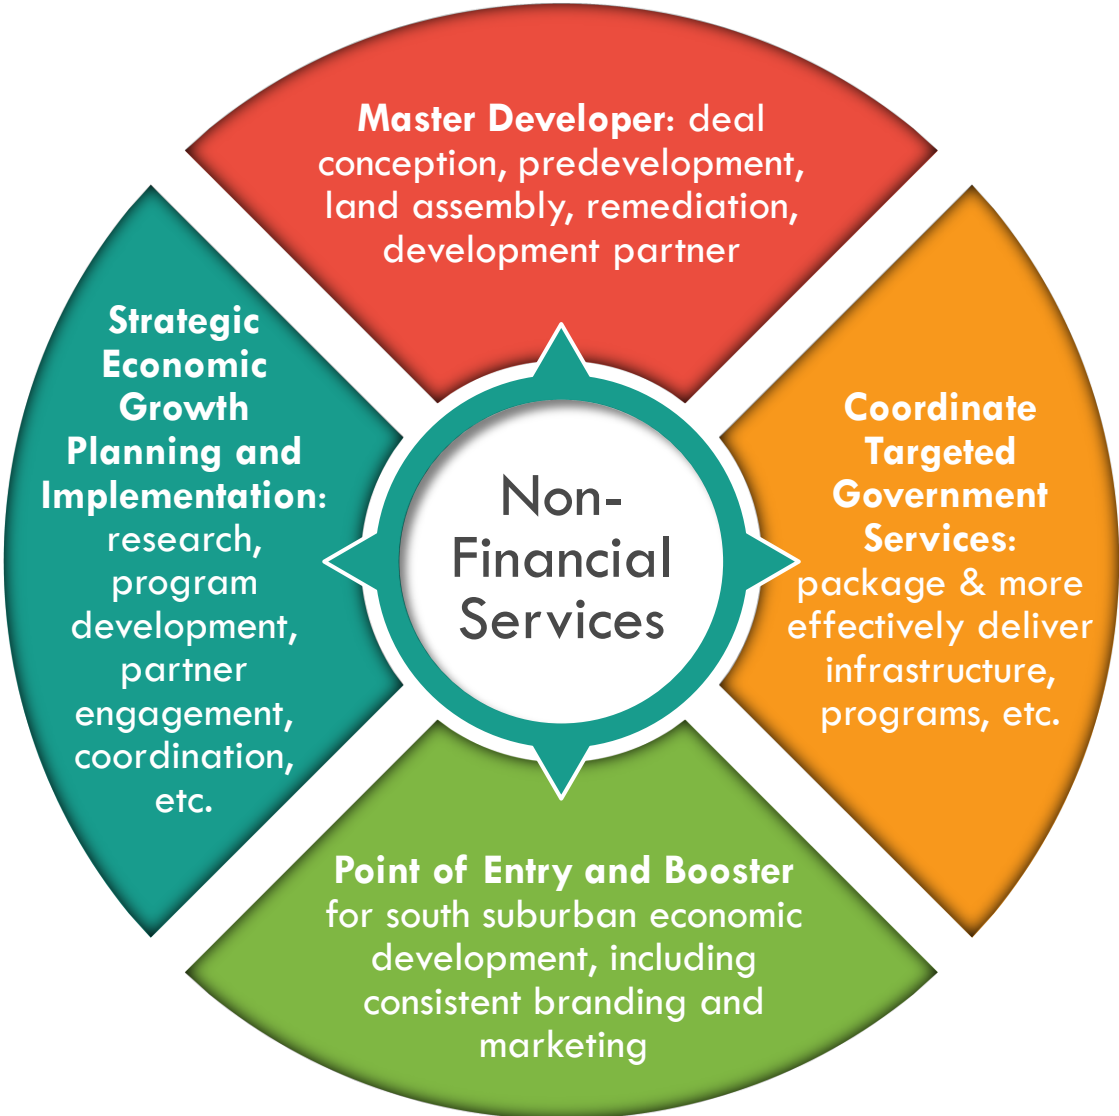 Master Developer: deal
conception, predevelopment,
land assembly, remediation,
development partner
Strategic
Economic
Growth
Planning and
Implementation:
research,
program
development,
partner
engagement,
coordination,
etc.
Non-
Financial
Services
Coordinate
Targeted
Government
Services:
package & more
effectively deliver
infrastructure,
programs, etc.
Point of Entry and Booster
for south suburban economic
development, including
consistent branding and
marketing